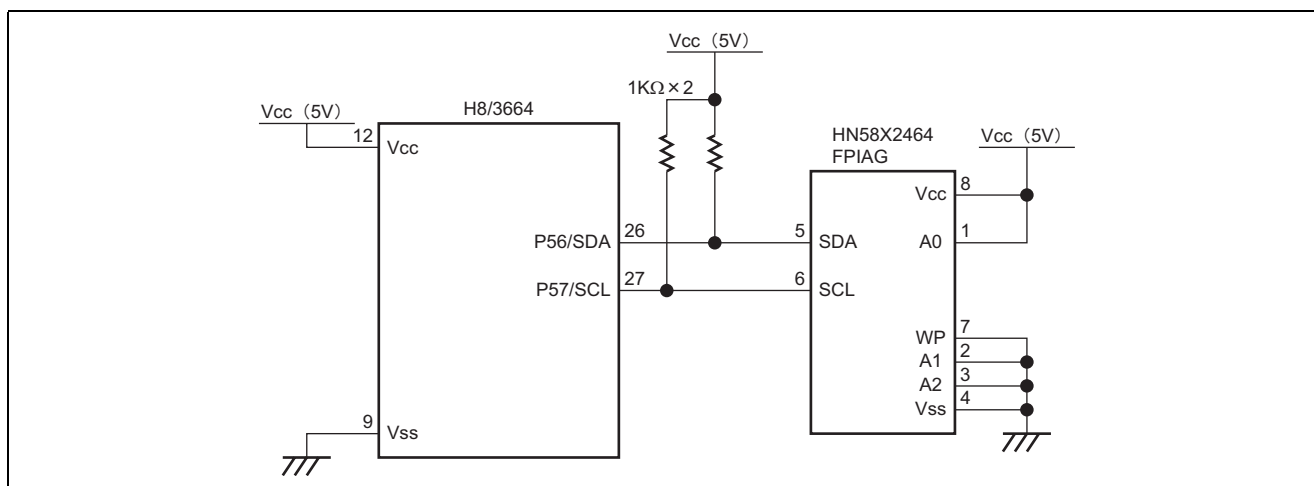 Vcc（5V）
1KΩ×2
H8/3664
Vcc（5V）
12
Vcc
HN58X2464
FPIAG
Vcc（5V）
Vcc
8
P56/SDA
26
5
SDA
A0
1
P57/SCL
27
6
SCL
WP
7
A1
2
A2
3
Vss
4
9
Vss